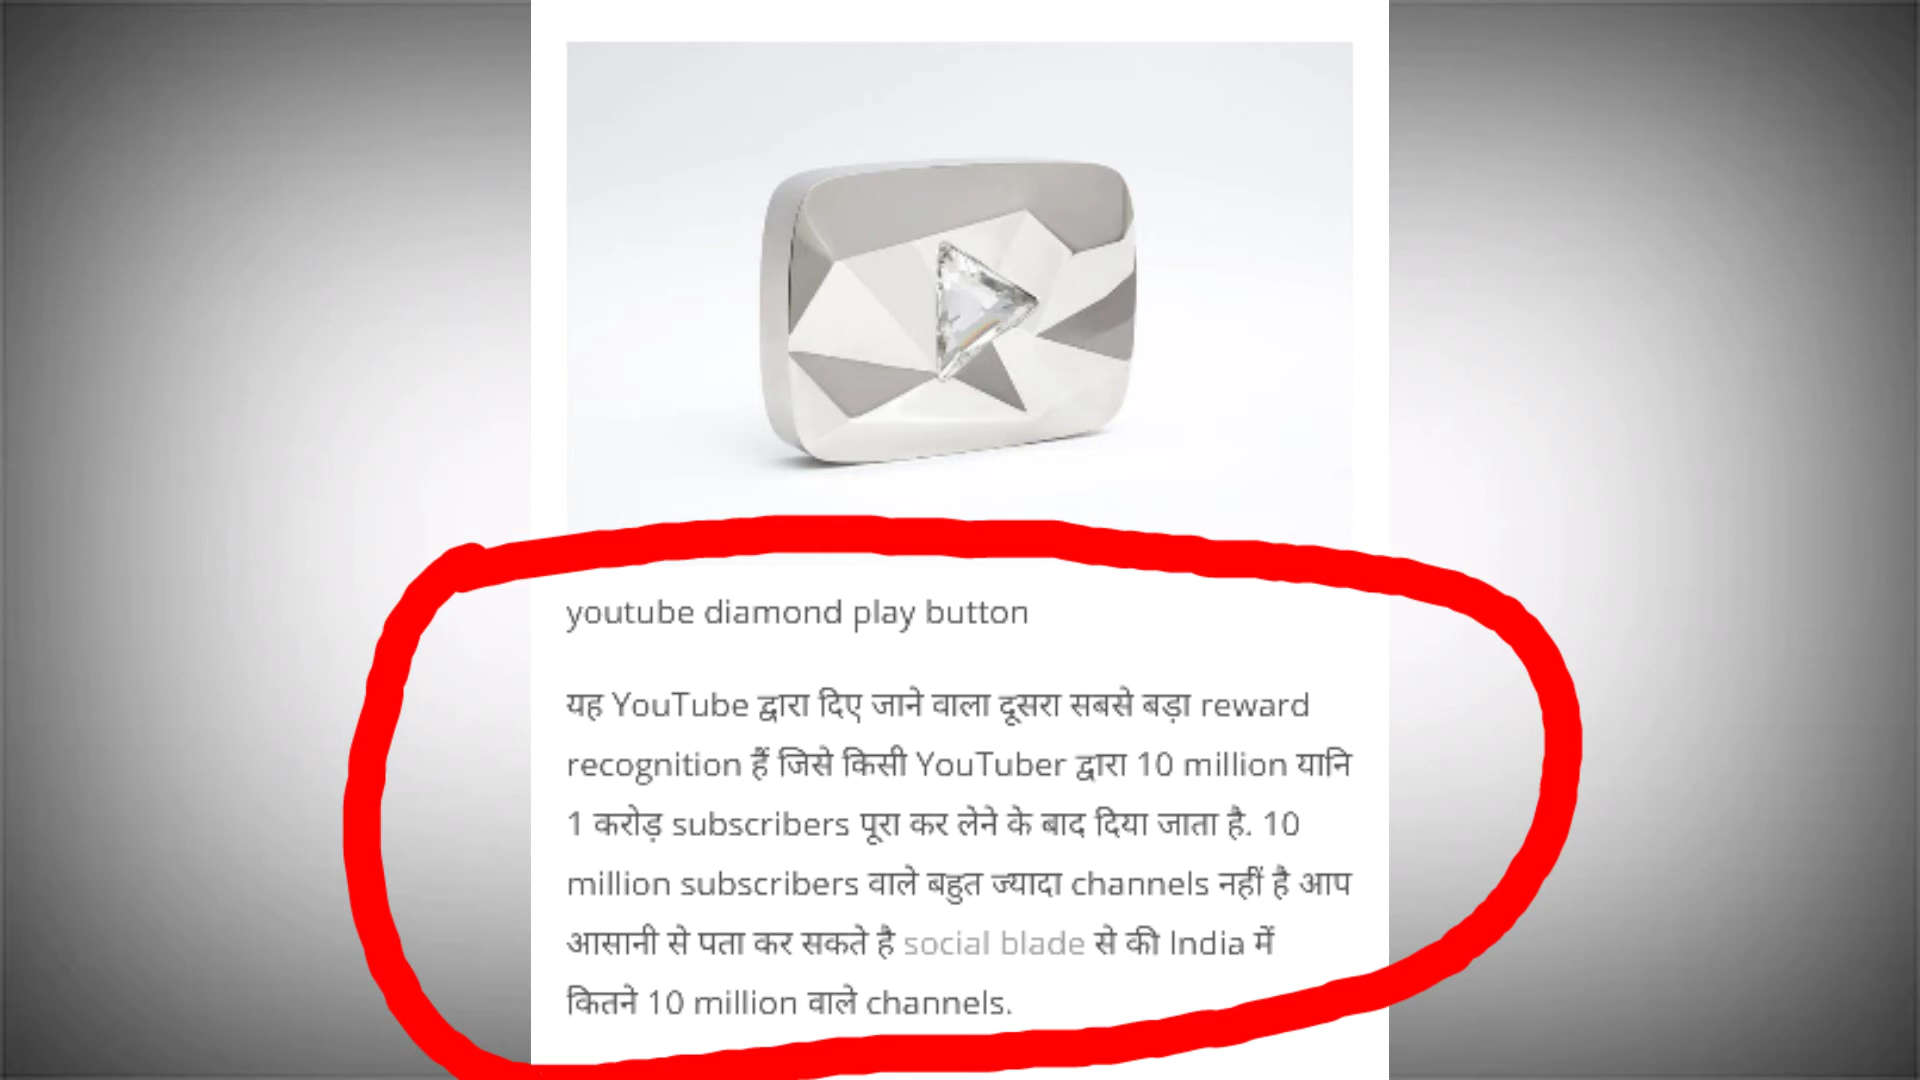 youtube diamond play button
यह YouTube द्वारा दिए जाने वाला दूसरा सबसे बड़ा reward
recognition हैं जिसे किसी YouTuber द्वारा 10 million यानि
1 करोड़ subscribers पूरा कर लेने के बाद दिया जाता है. 10
million subscribers वाले बहुत ज्यादा channels नहीं है आप
आसानी से पता कर सकते है social blade से की India में
कितने 10 million वाले channels.